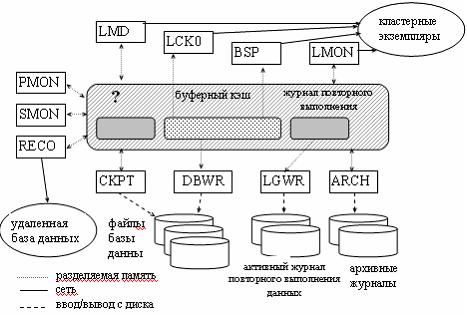 LMD
LCK0
BSP
LMON
кластерные
экземпляры
PMON
SMON
RECO
?
буферный кэш
журнал повторного
выполнения
CKPT
DBWR
LGWR
ARCH
удаленная
база данных
файлы
базы
данны
активный журнал
повторного выполнения
данных
архивные
журналы
разделяемая память
сеть
ввод/вывод с диска